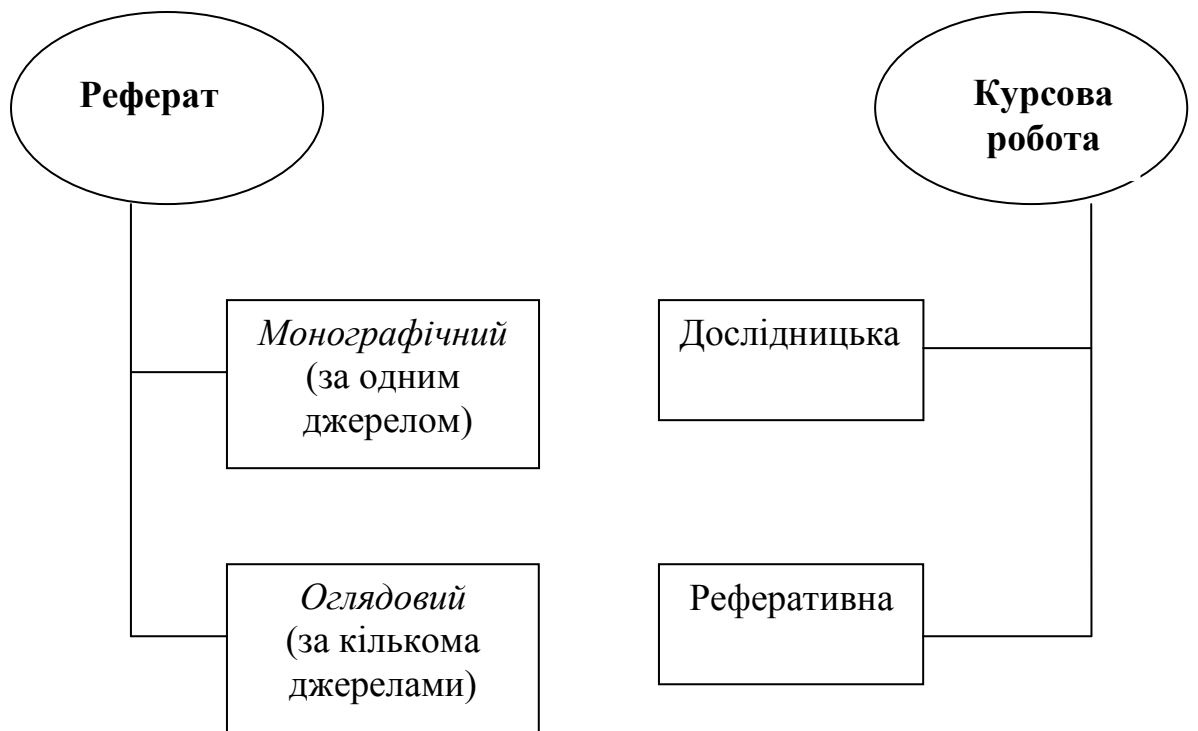 Реферат
Курсова
робота
Монографічний
(за одним
джерелом)
Дослідницька
Оглядовий
(за кількома
джерелами)
Реферативна